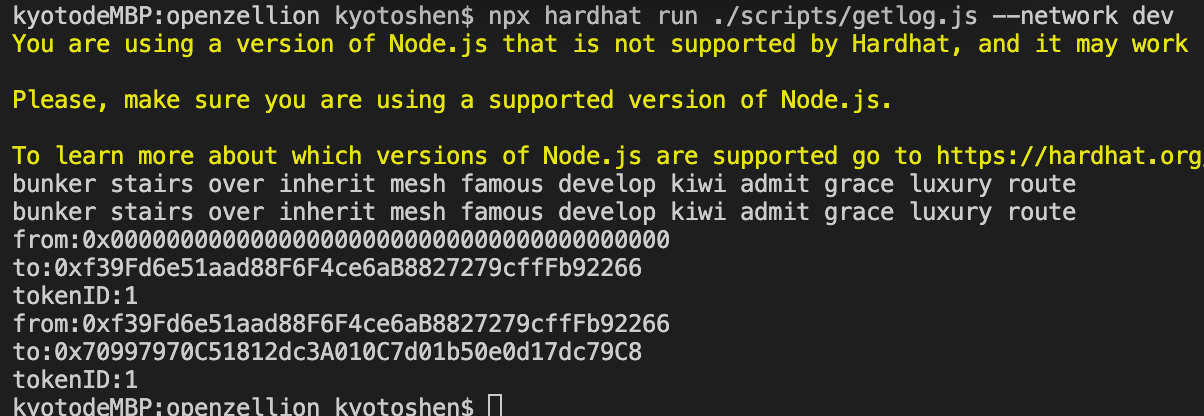 kyotodeMBP:openzellion kyotoshen$ npx hardhat run ./scripts/getlog.js --network dev
You are using a version of Node.js that is not supported by Hardhat, and it may work
Please, make sure you are using a supported version of Node.js.
To learn more about which versions of Node.js are supported go to https://hardhat.org
bunker stairs over inherit mesh famous develop kiwi admit grace luxury route
bunker stairs over inherit mesh famous develop kiwi admit grace luxury route
from:0x0000000000000000000000000000000000000000
to:0xf39Fd6e51aad88F6F4ce6aB8827279cffFb92266
tokenID:1
from:0xf39Fd6e51aad88F6F4ce6aB8827279cffFb92266
to:0x70997970C51812dc3A010C7d01b50e0d17dc79C8
tokenID:1
kyotodeMBP:openzellion kyotoshen$